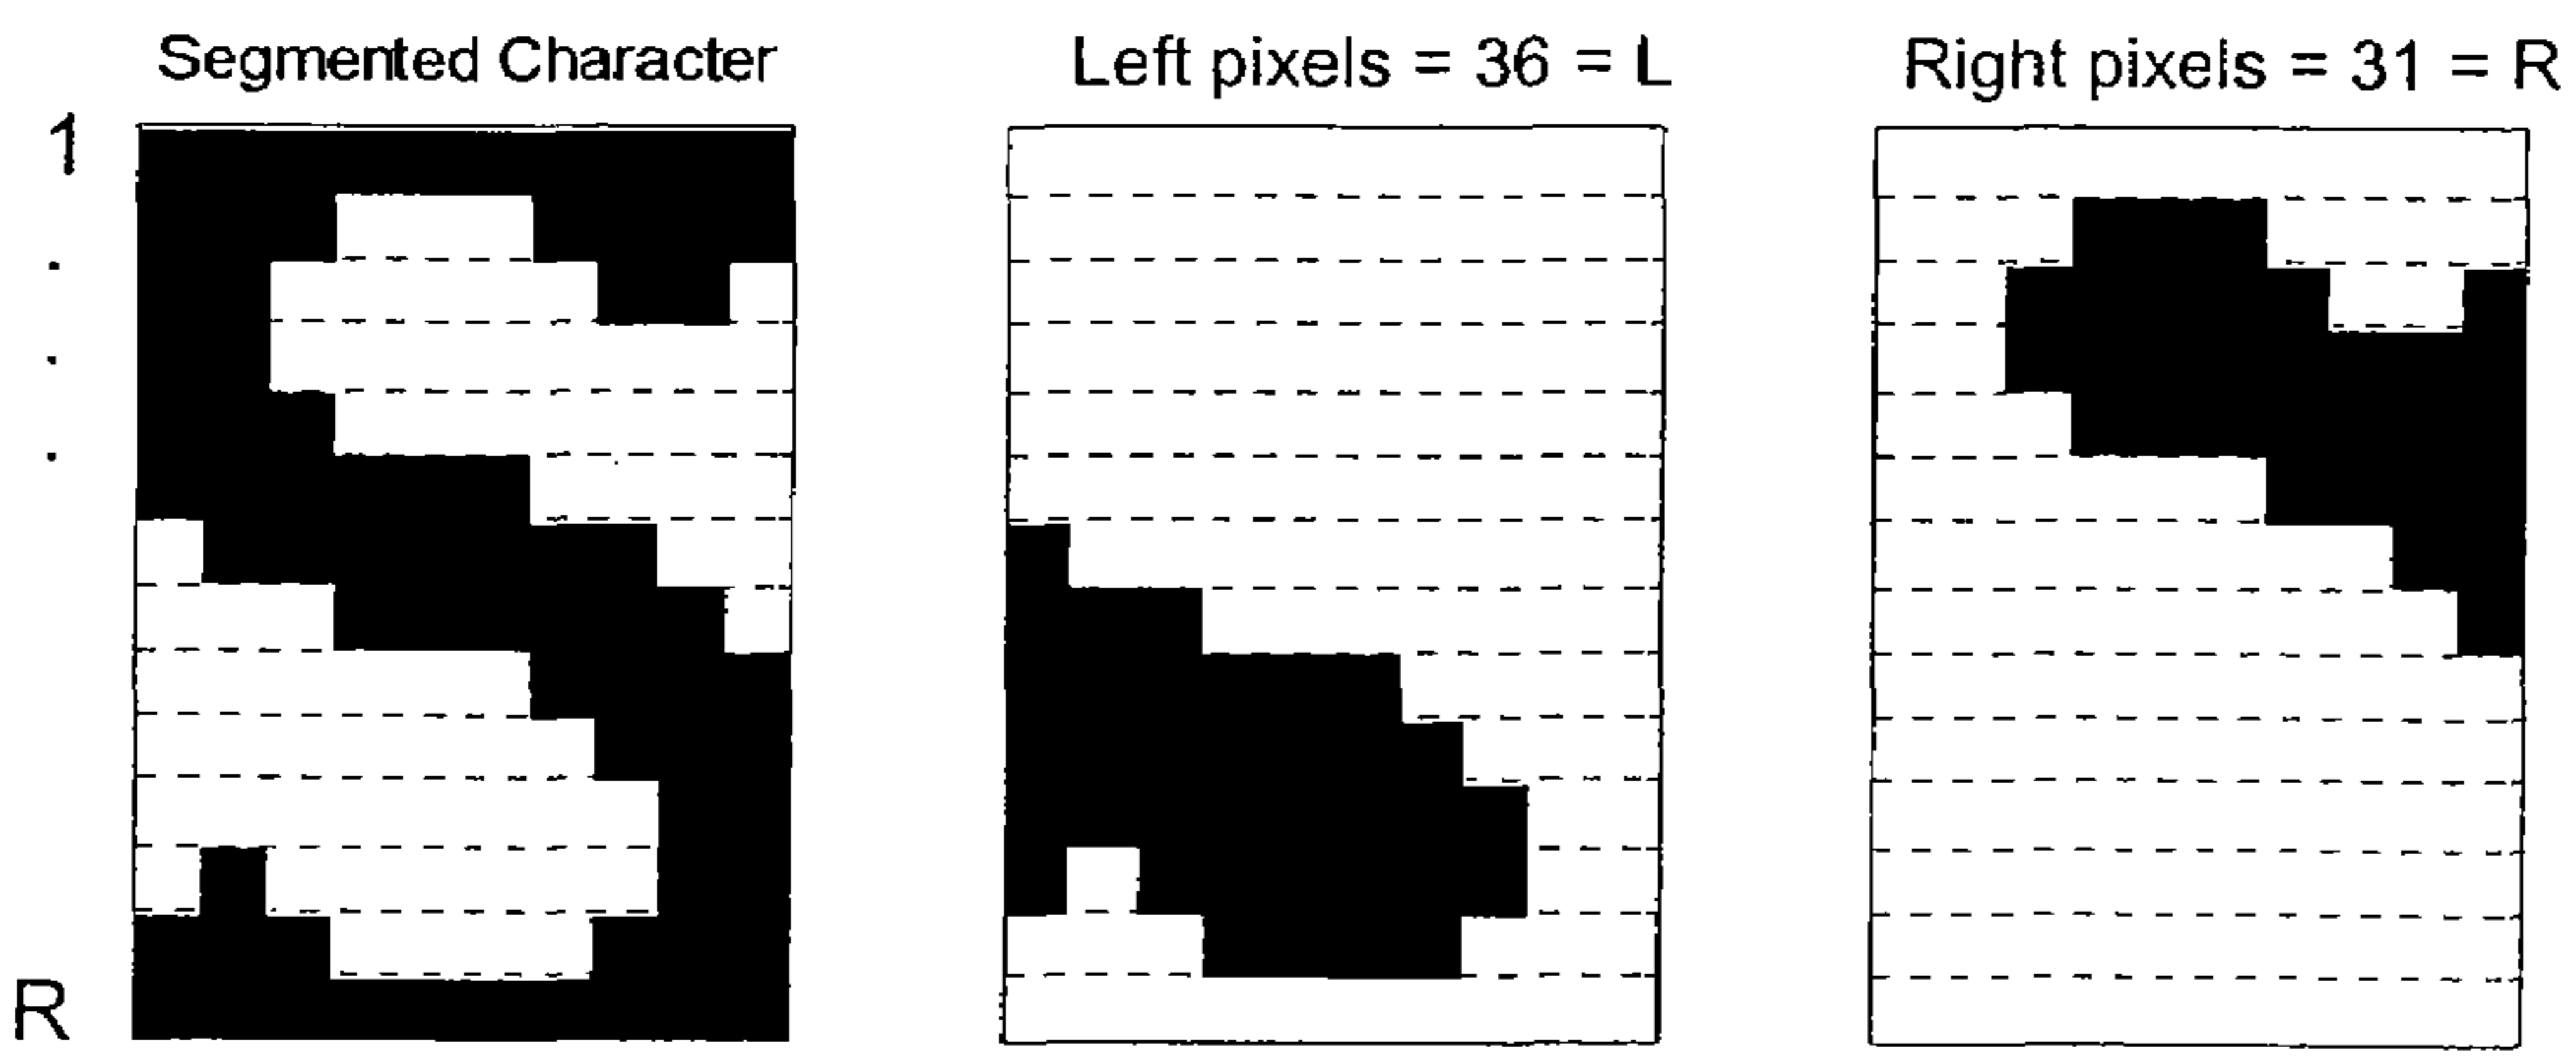 Segmented Character
Left pixels = 36 = L
Right pixels = 31 = R
1
.
.
.
R